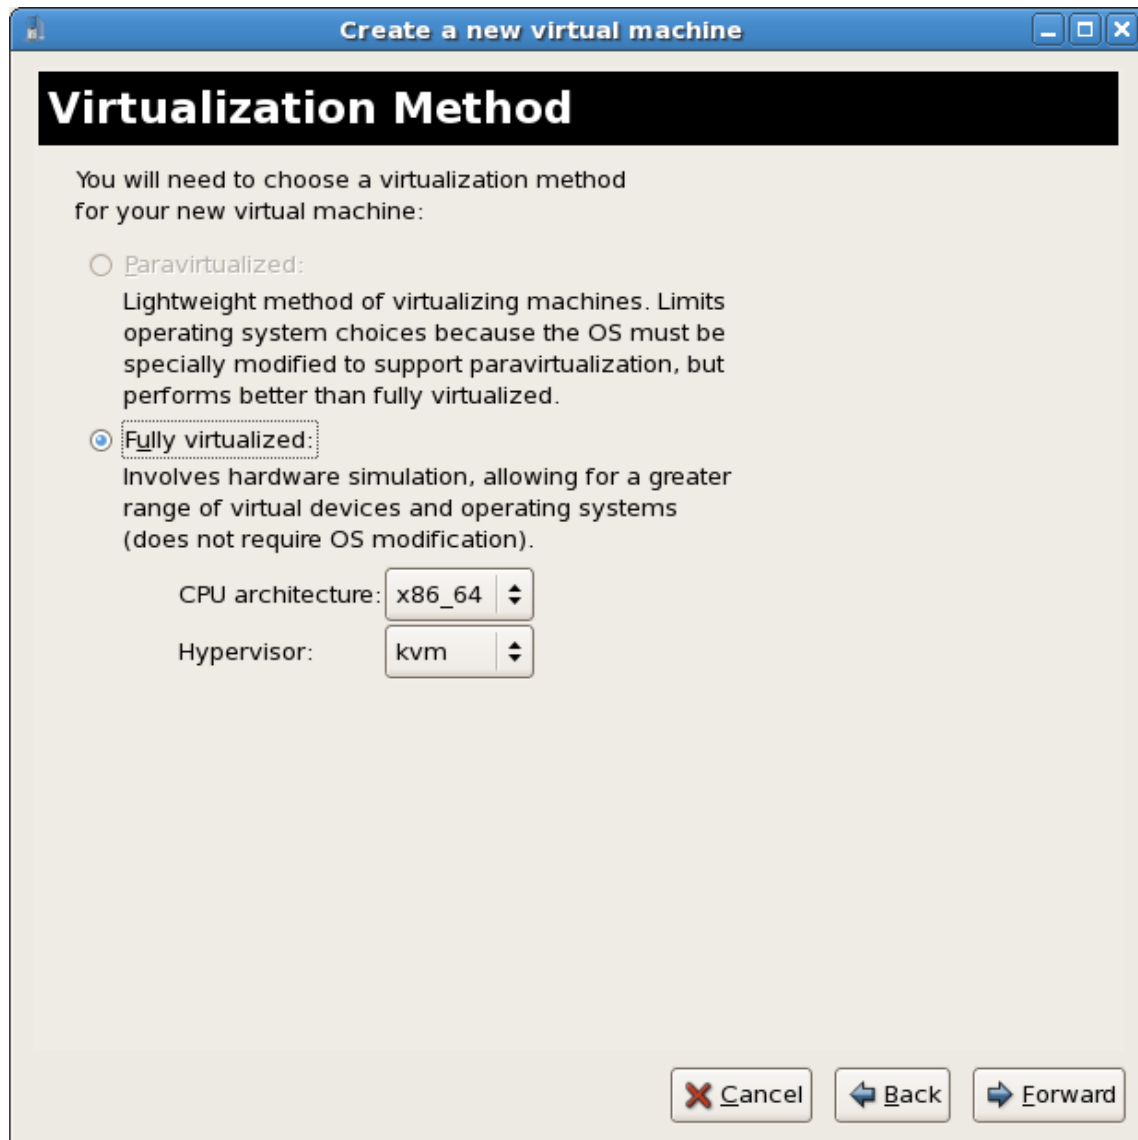 Create a new virtual machine
Virtualization Method
You will need to choose a virtualization method
for your new virtual machine:
Paravirtualized:
Lightweight method of virtualizing machines. Limits
operating system choices because the OS must be
specially modified to support paravirtualization, but
performs better than fully virtualized.
Fully virtualized:
Involves hardware simulation, allowing for a greater
range of virtual devices and operating systems
(does not require OS modification).
CPU architecture: x86_64
Hypervisor: kvm
Cancel Back Forward